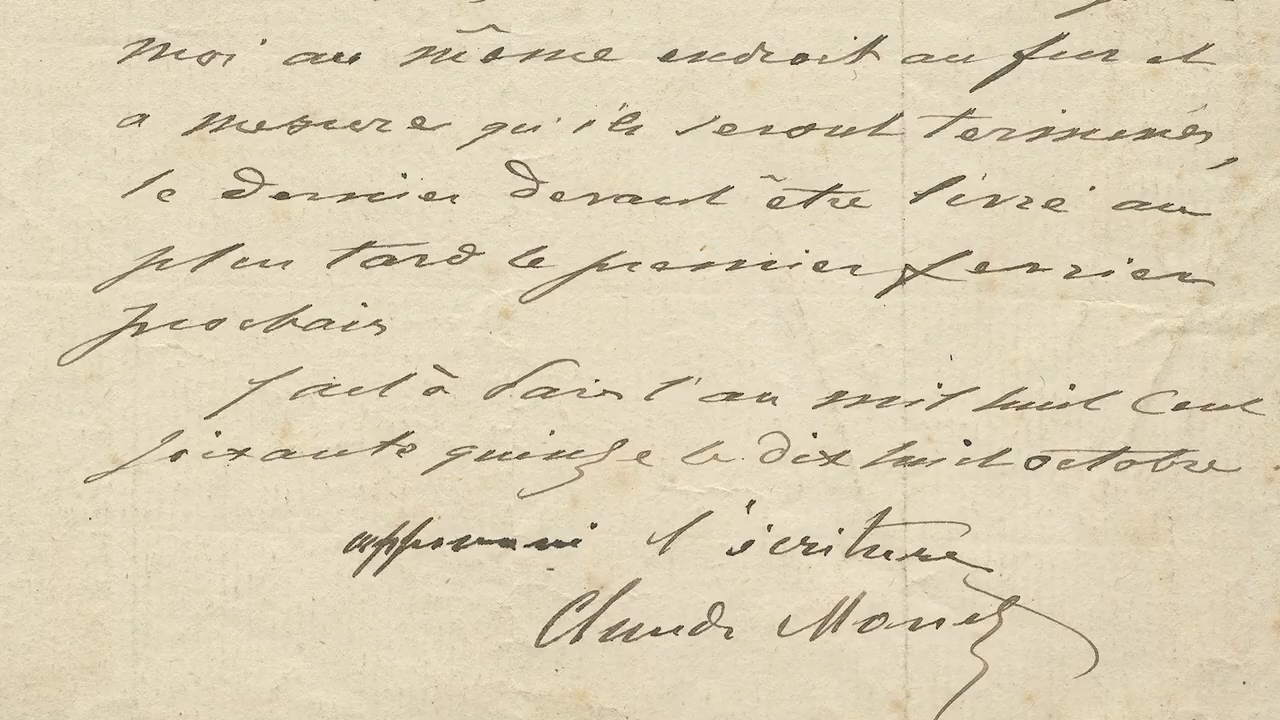 moi au même endroit au fur et
a mesure qu'ils seront terminés,
le dernier devant être livré au
plus tard le premier fevrier
prochain
fait à Paris l'an mil huit cent
soixante quinze le dix huit octobre
approuvé l'écriture
Claude Monet